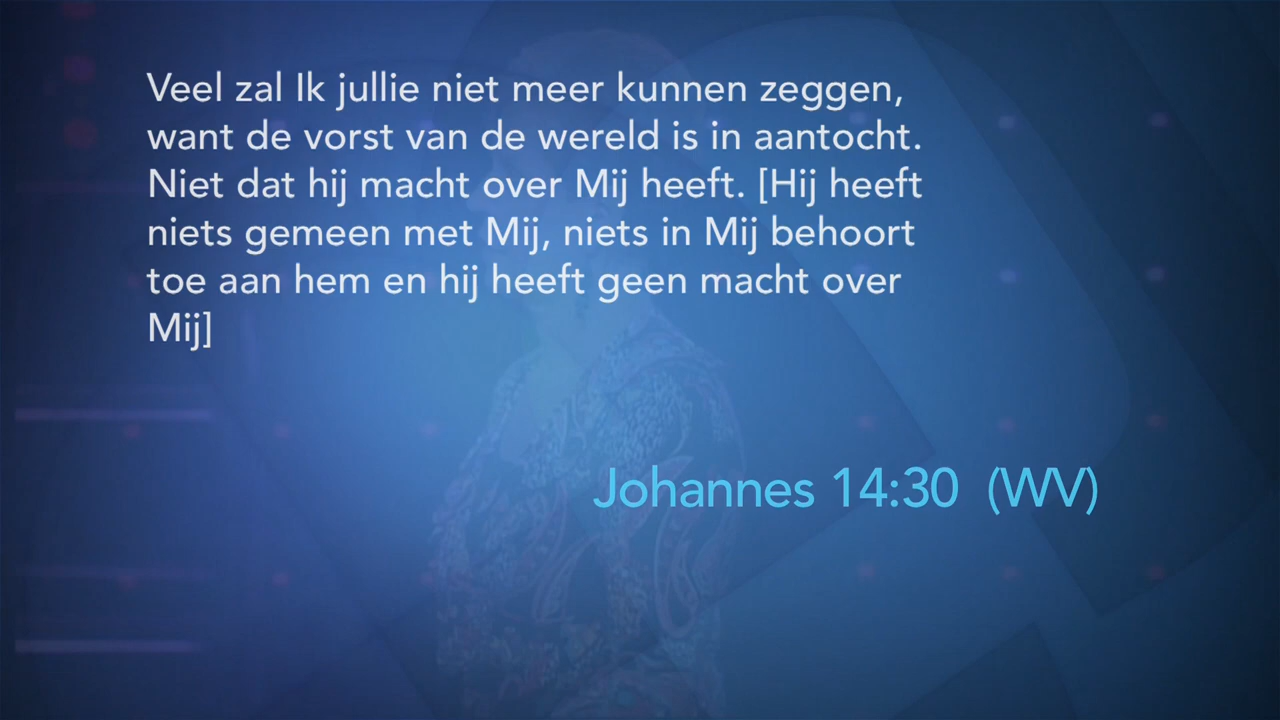 Veel zal Ik jullie niet meer kunnen zeggen,
want de vorst van de wereld is in aantocht.
Niet dat hij macht over Mij heeft. [Hij heeft
niets gemeen met Mij, niets in Mij behoort
toe aan hem en hij heeft geen macht over
Mij]
Johannes 14:30 (WV)